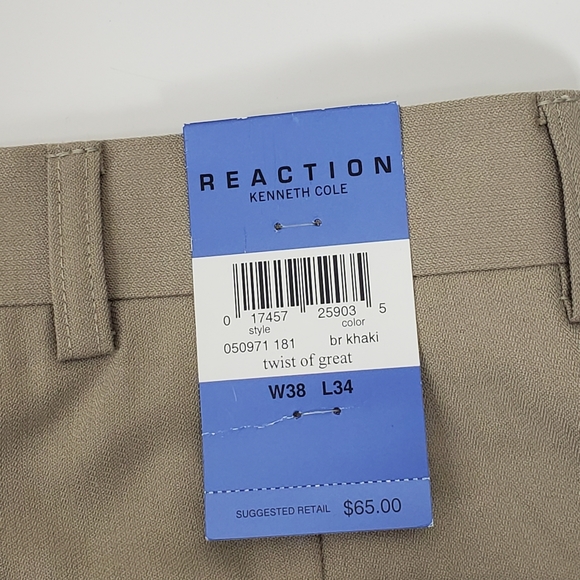 REACTION
KENNETH COLE
0 17457 25903 5
style color
050971 181 br khaki
twist of great
W38 L34
SUGGESTED RETAIL $65.00